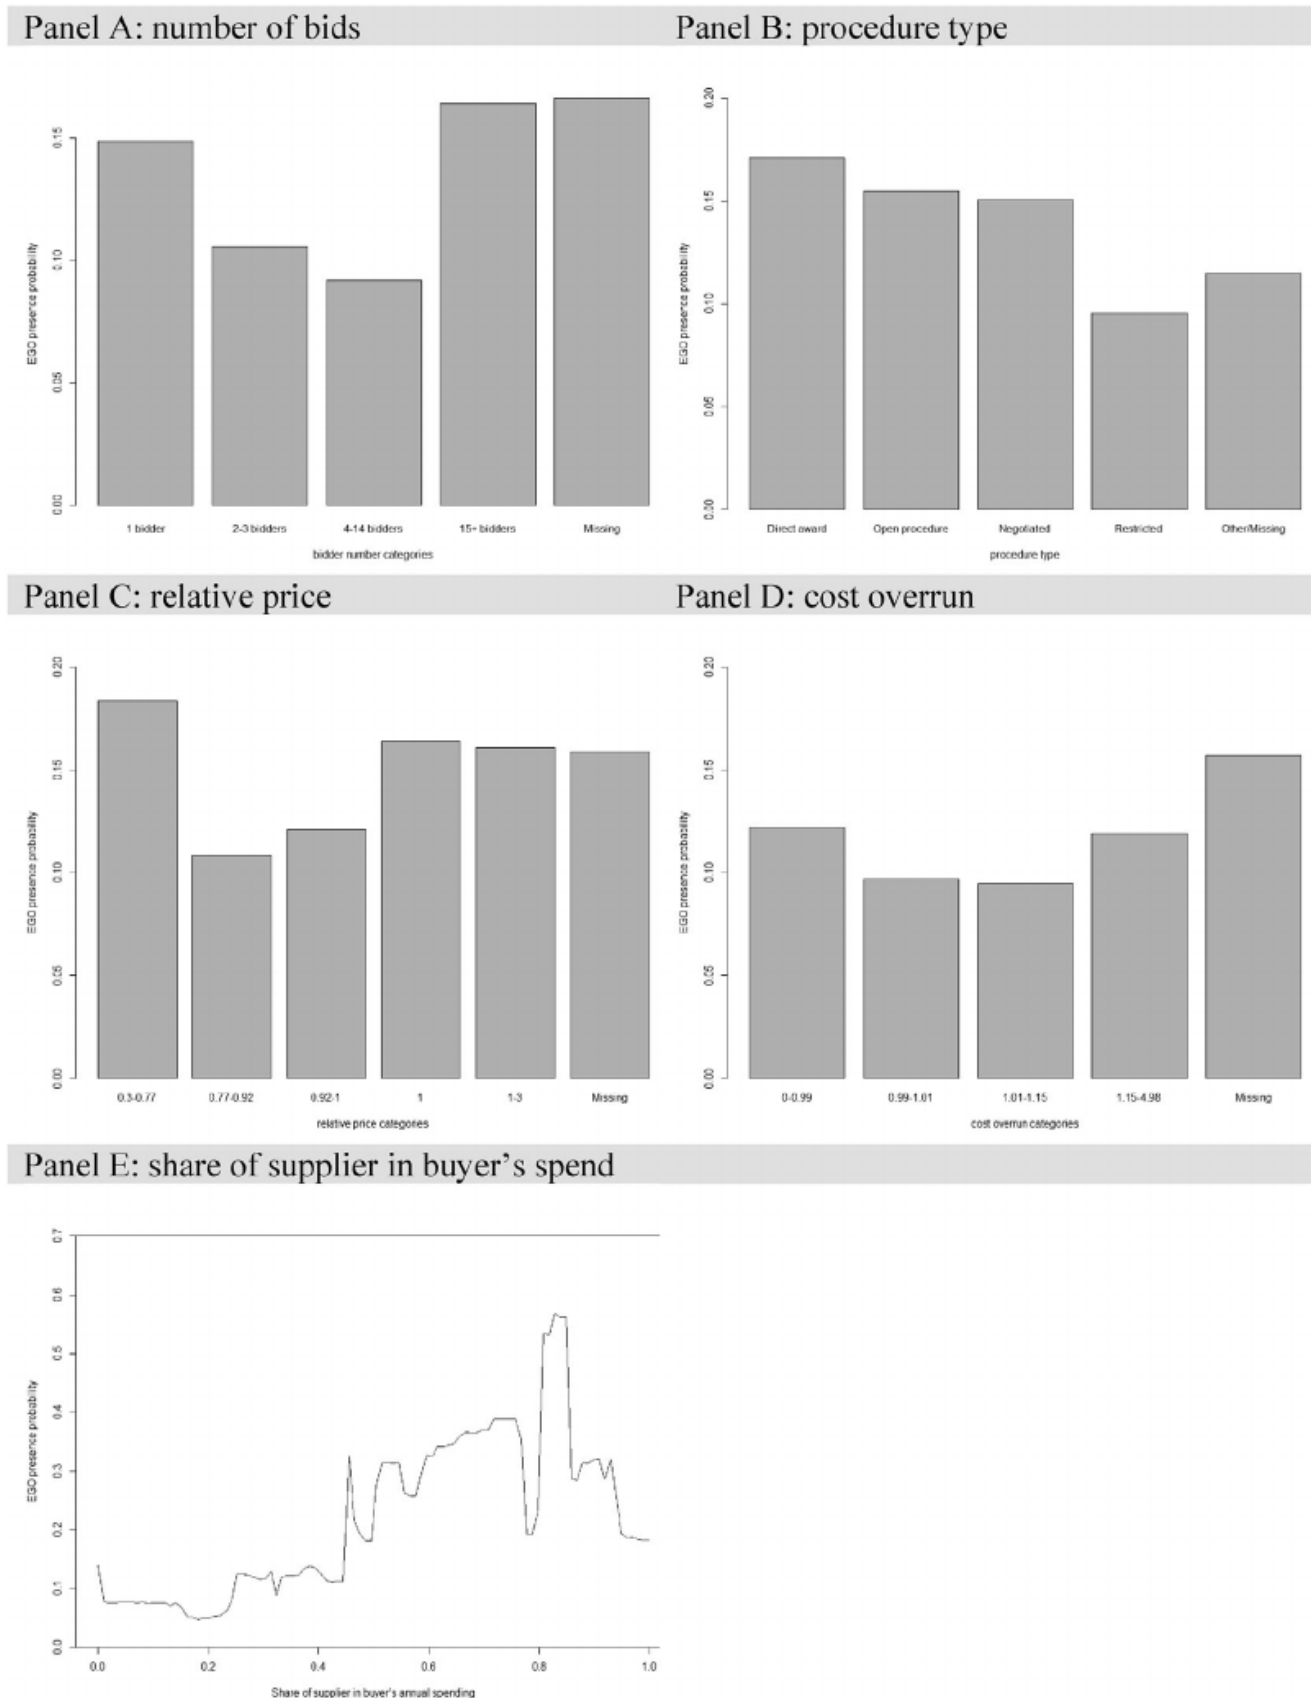 Panel A: number of bids
Panel B: procedure type
EGO presence probability
0.00
0.05
0.10
0.15
1 bidder
2-3 bidders
4-14 bidders
15+ bidders
Missing
bidder number categories
EGO presence probability
0.00
0.05
0.10
0.15
0.20
Direct award
Open procedure
Negotiated
Restricted
Other/Missing
procedure type
Panel C: relative price
Panel D: cost overrun
EGO presence probability
0.00
0.05
0.10
0.15
0.20
0.3-0.77
0.77-0.92
0.92-1
1
1-3
Missing
relative price categories
EGO presence probability
0.00
0.05
0.10
0.15
0.20
0-0.99
0.99-1.01
1.01-1.15
1.15-4.98
Missing
cost overrun categories
Panel E: share of supplier in buyer’s spend
EGO presence probability
0.0
0.1
0.2
0.3
0.4
0.5
0.6
0.7
0.0
0.2
0.4
0.6
0.8
1.0
Share of supplier in buyer's annual spending